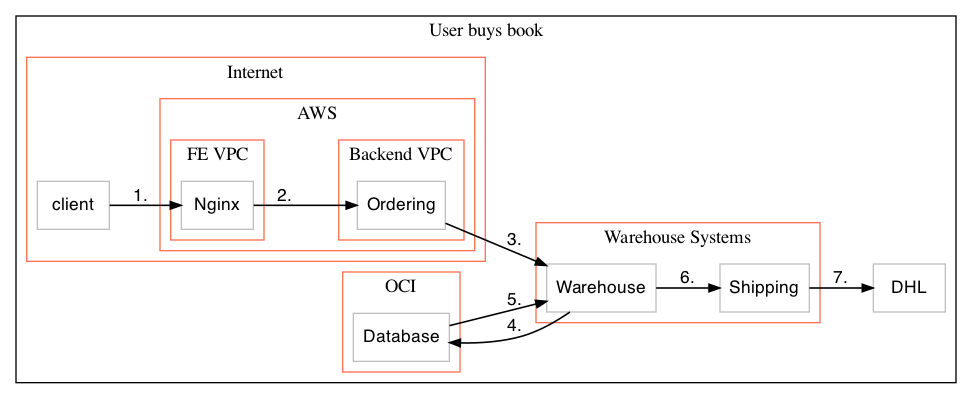 User buys book
Internet
AWS
FE VPC
Backend VPC
client
1.
Nginx
2.
Ordering
3.
Warehouse Systems
OCI
Database
5.
4.
Warehouse
6.
Shipping
7.
DHL